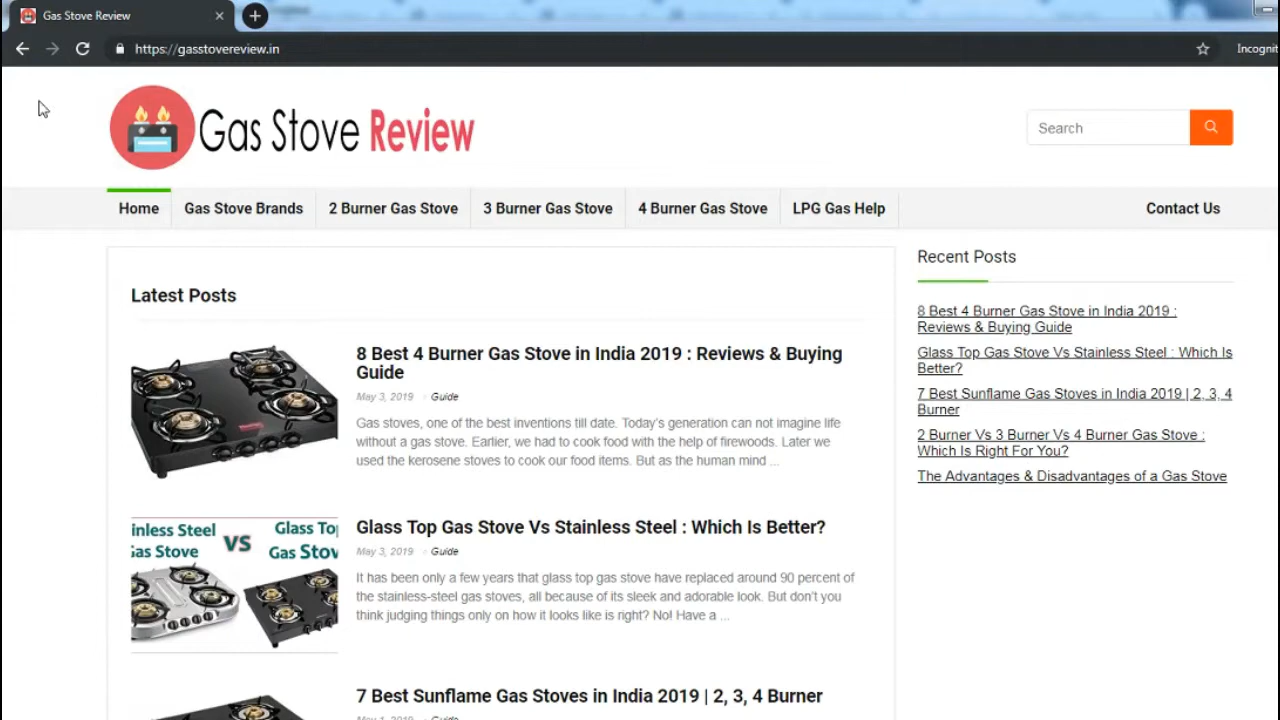 Gas Stove Review
https://gasstovereview.in
Incognit
Gas Stove Review
Search
Home
Gas Stove Brands
2 Burner Gas Stove
3 Burner Gas Stove
4 Burner Gas Stove
LPG Gas Help
Contact Us
Latest Posts
8 Best 4 Burner Gas Stove in India 2019 : Reviews & Buying
Guide
May 3, 2019
Guide
Gas stoves, one of the best inventions till date. Today's generation can not imagine life
without a gas stove. Earlier, we had to cook food with the help of firewoods. Later we
used the kerosene stoves to cook our food items. But as the human mind ...
inless Steel
Gas Stove
VS
Glass Top
Gas Stov
Glass Top Gas Stove Vs Stainless Steel : Which Is Better?
May 3, 2019
Guide
It has been only a few years that glass top gas stove have replaced around 90 percent of
the stainless-steel gas stoves, all because of its sleek and adorable look. But don't you
think judging things only on how it looks like is right? No! Have a ...
7 Best Sunflame Gas Stoves in India 2019 | 2, 3, 4 Burner
May 1, 2019
Guide
Recent Posts
8 Best 4 Burner Gas Stove in India 2019 :
Reviews & Buying Guide
Glass Top Gas Stove Vs Stainless Steel : Which Is
Better?
7 Best Sunflame Gas Stoves in India 2019 | 2, 3, 4
Burner
2 Burner Vs 3 Burner Vs 4 Burner Gas Stove :
Which Is Right For You?
The Advantages & Disadvantages of a Gas Stove